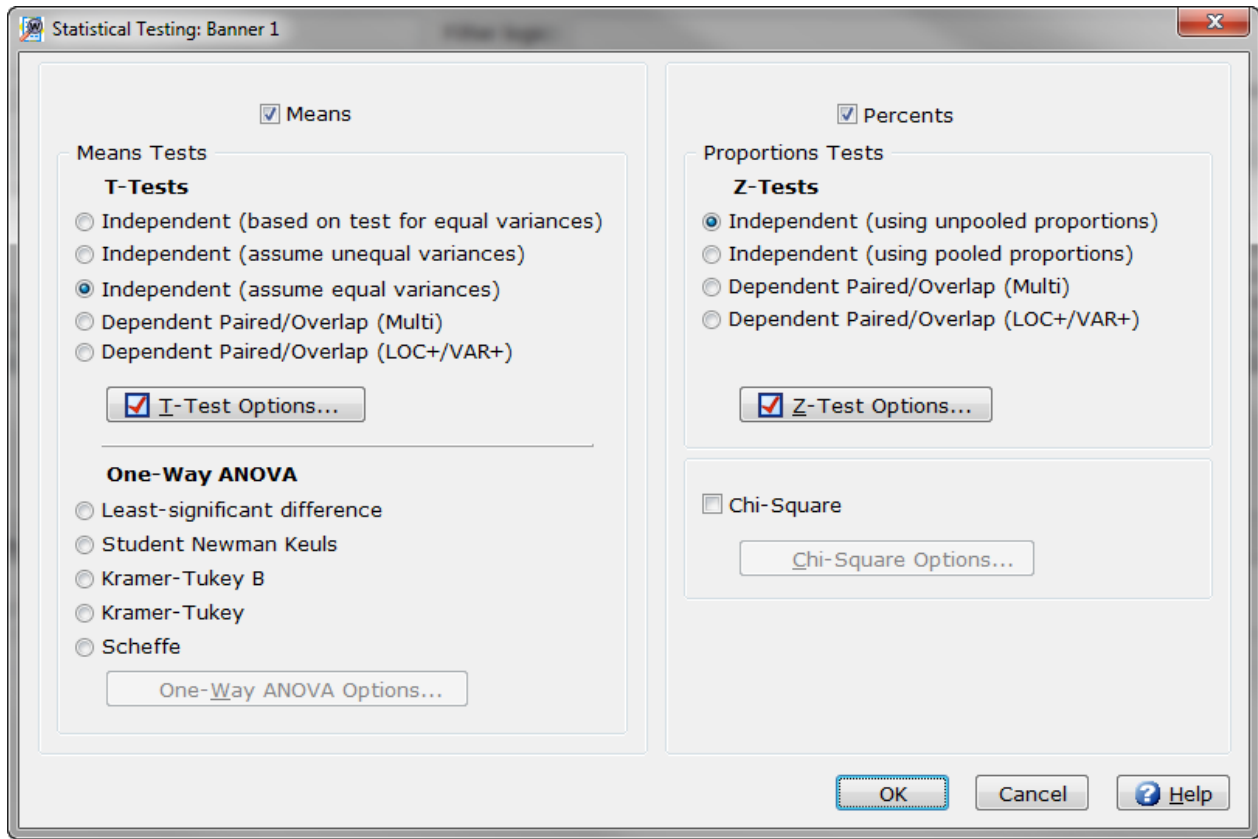 Statistical Testing: Banner 1
Means
Means Tests
T-Tests
Independent (based on test for equal variances)
Independent (assume unequal variances)
Independent (assume equal variances)
Dependent Paired/Overlap (Multi)
Dependent Paired/Overlap (LOC+/VAR+)
T-Test Options...
One-Way ANOVA
Least-significant difference
Student Newman Keuls
Kramer-Tukey B
Kramer-Tukey
Scheffe
One-Way ANOVA Options...
Percents
Proportions Tests
Z-Tests
Independent (using unpooled proportions)
Independent (using pooled proportions)
Dependent Paired/Overlap (Multi)
Dependent Paired/Overlap (LOC+/VAR+)
Z-Test Options...
Chi-Square
Chi-Square Options...
OK
Cancel
Help